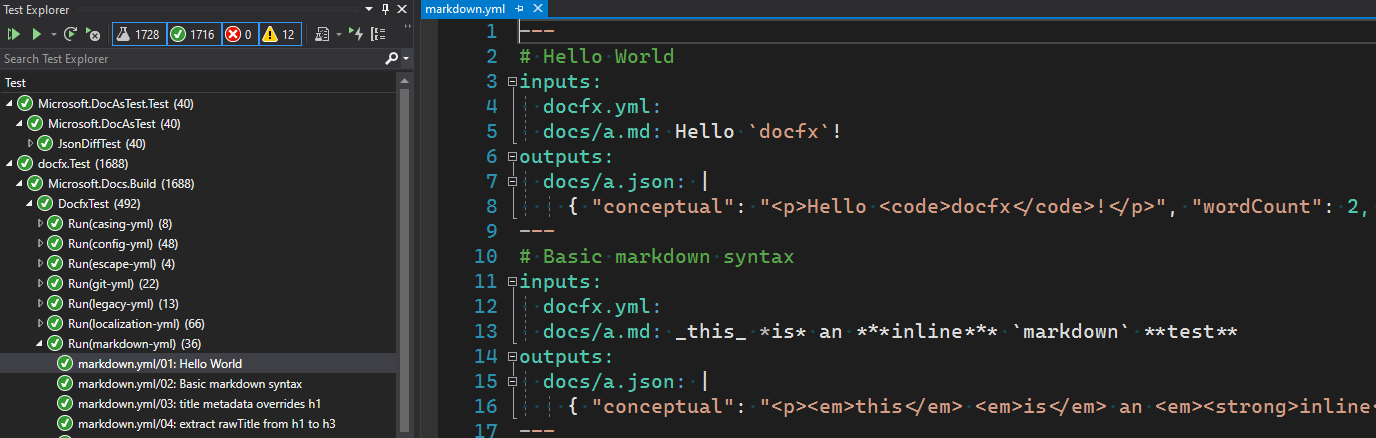 Test Explorer
1728 1716 0 12
Search Test Explorer
Test
Microsoft.DocAsTest.Test (40)
Microsoft.DocAsTest (40)
JsonDiffTest (40)
docfx.Test (1688)
Microsoft.Docs.Build (1688)
DocfxTest (492)
Run(casing-yml) (8)
Run(config-yml) (48)
Run(escape-yml) (4)
Run(git-yml) (22)
Run(legacy-yml) (13)
Run(localization-yml) (66)
Run(markdown-yml) (36)
markdown.yml/01: Hello World
markdown.yml/02: Basic markdown syntax
markdown.yml/03: title metadata overrides h1
markdown.yml/04: extract rawTitle from h1 to h3
markdown.yml
1 ---
2 # Hello World
3 inputs:
4 docfx.yml:
5 docs/a.md: Hello `docfx`!
6 outputs:
7 docs/a.json: |
8 { "conceptual": "<p>Hello <code>docfx</code>!</p>", "wordCount": 2,
9 ---
10 # Basic markdown syntax
11 inputs:
12 docfx.yml:
13 docs/a.md: _this_ *is* an ***inline*** `markdown` **test**
14 outputs:
15 docs/a.json: |
16 { "conceptual": "<p><em>this</em> <em>is</em> an <em><strong>inline<
17 ---